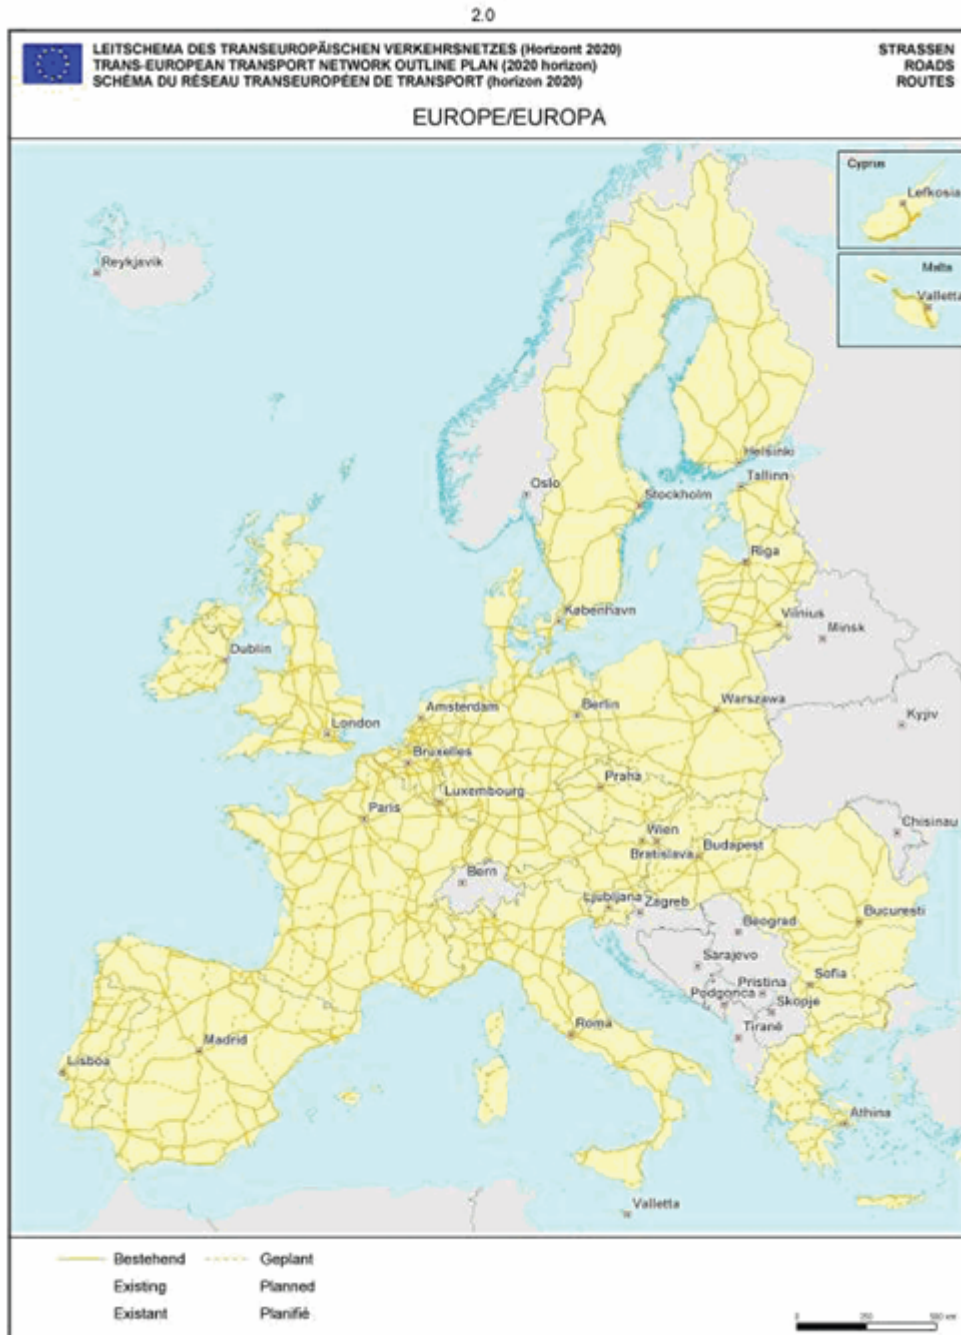 2.0
LEITSCHEMA DES TRANSEUROPÄISCHEN VERKEHRSNETZES (Horizont 2020)
TRANS-EUROPEAN TRANSPORT NETWORK OUTLINE PLAN (2020 horizon)
SCHÉMA DU RÉSEAU TRANSEUROPÉEN DE TRANSPORT (horizon 2020)
STRASSEN
ROADS
ROUTES
EUROPE/EUROPA
Cyprus
Lefkosia
Malta
Valletta
Reykjavik
Helsinki
Tallinn
Oslo
Stockholm
Riga
København
Vilnius
Minsk
Dublin
Amsterdam
Berlin
Warszawa
London
Kyjiv
Bruxelles
Praha
Luxembourg
Paris
Chisinau
Wien
Bratislava
Budapest
Bern
Ljubljana
Zagreb
Bucuresti
Beograd
Sarajevo
Sofia
Pristina
Podgorica
Skopje
Tiranë
Roma
Madrid
Lisboa
Athina
Valletta
Bestehend
Geplant
Existing
Planned
Existant
Planifié
0
250
500 km